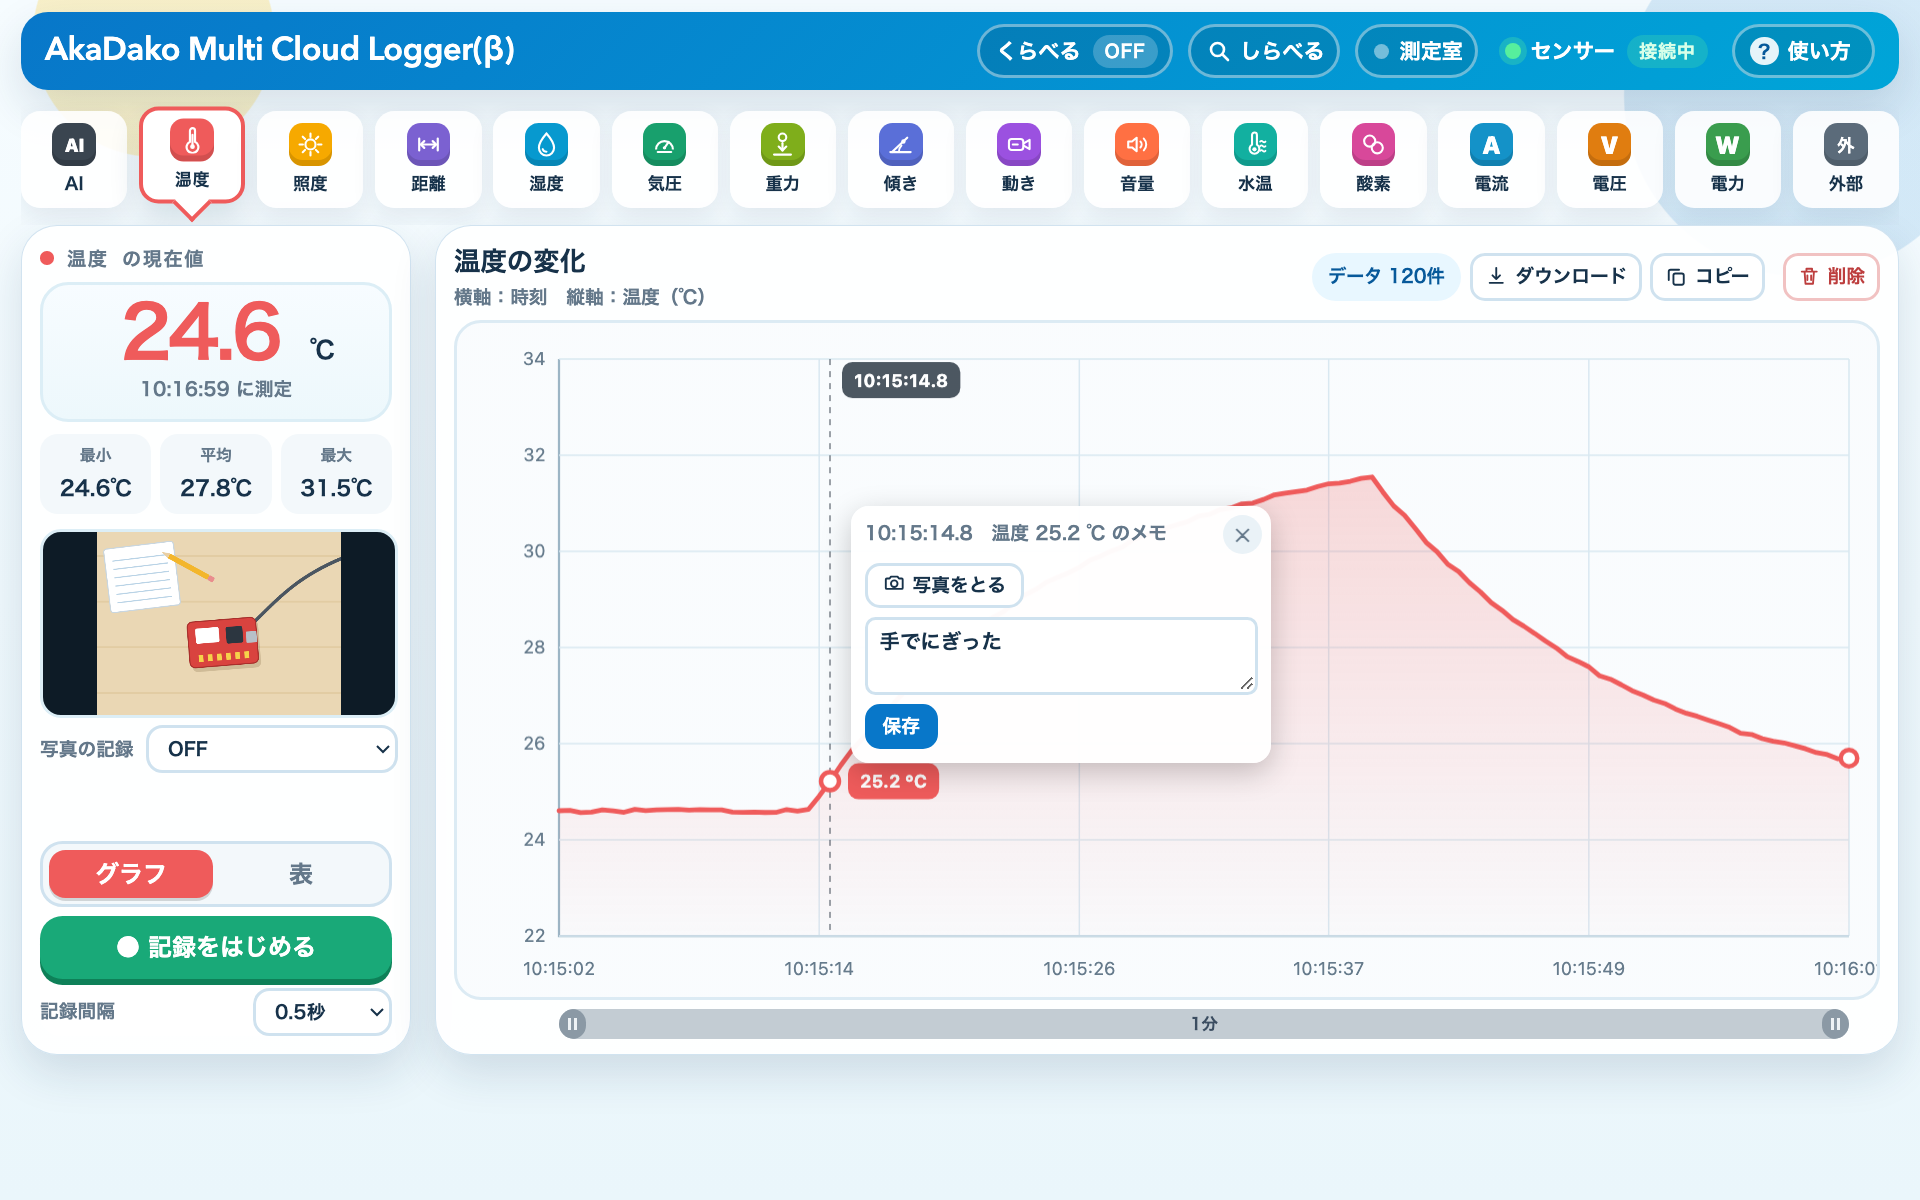 AkaDako Multi Cloud Logger(β)
くらべる OFF
しらべる
測定室
センサー 接続中
? 使い方
AI
AI
温度
照度
距離
湿度
気圧
重力
傾き
動き
音量
水温
酸素
A
電流
V
電圧
W
電力
外
外部
温度 の現在値
24.6 ℃
10:16:59 に測定
最小
24.6℃
平均
27.8℃
最大
31.5℃
写真の記録 OFF
グラフ 表
記録をはじめる
記録間隔 0.5秒
温度の変化
横軸：時刻 縦軸：温度（℃）
データ 120件
ダウンロード
コピー
削除
34
32
30
28
26
24
22
10:15:14.8
10:15:14.8 温度 25.2 ℃ のメモ
写真をとる
手でにぎった
保存
25.2 ℃
10:15:02 10:15:14 10:15:26 10:15:37 10:15:49 10:16:0
1分